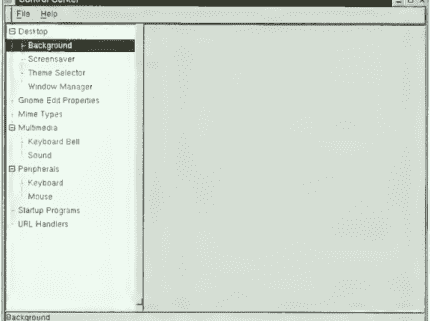 Control Center
File Help
Desktop
Background
Screensaver
Theme Selector
Window Manager
Gnome Edit Properties
Mime Types
Multimedia
Keyboard Bell
Sound
Peripherals
Keyboard
Mouse
Startup Programs
URL Handlers
Background